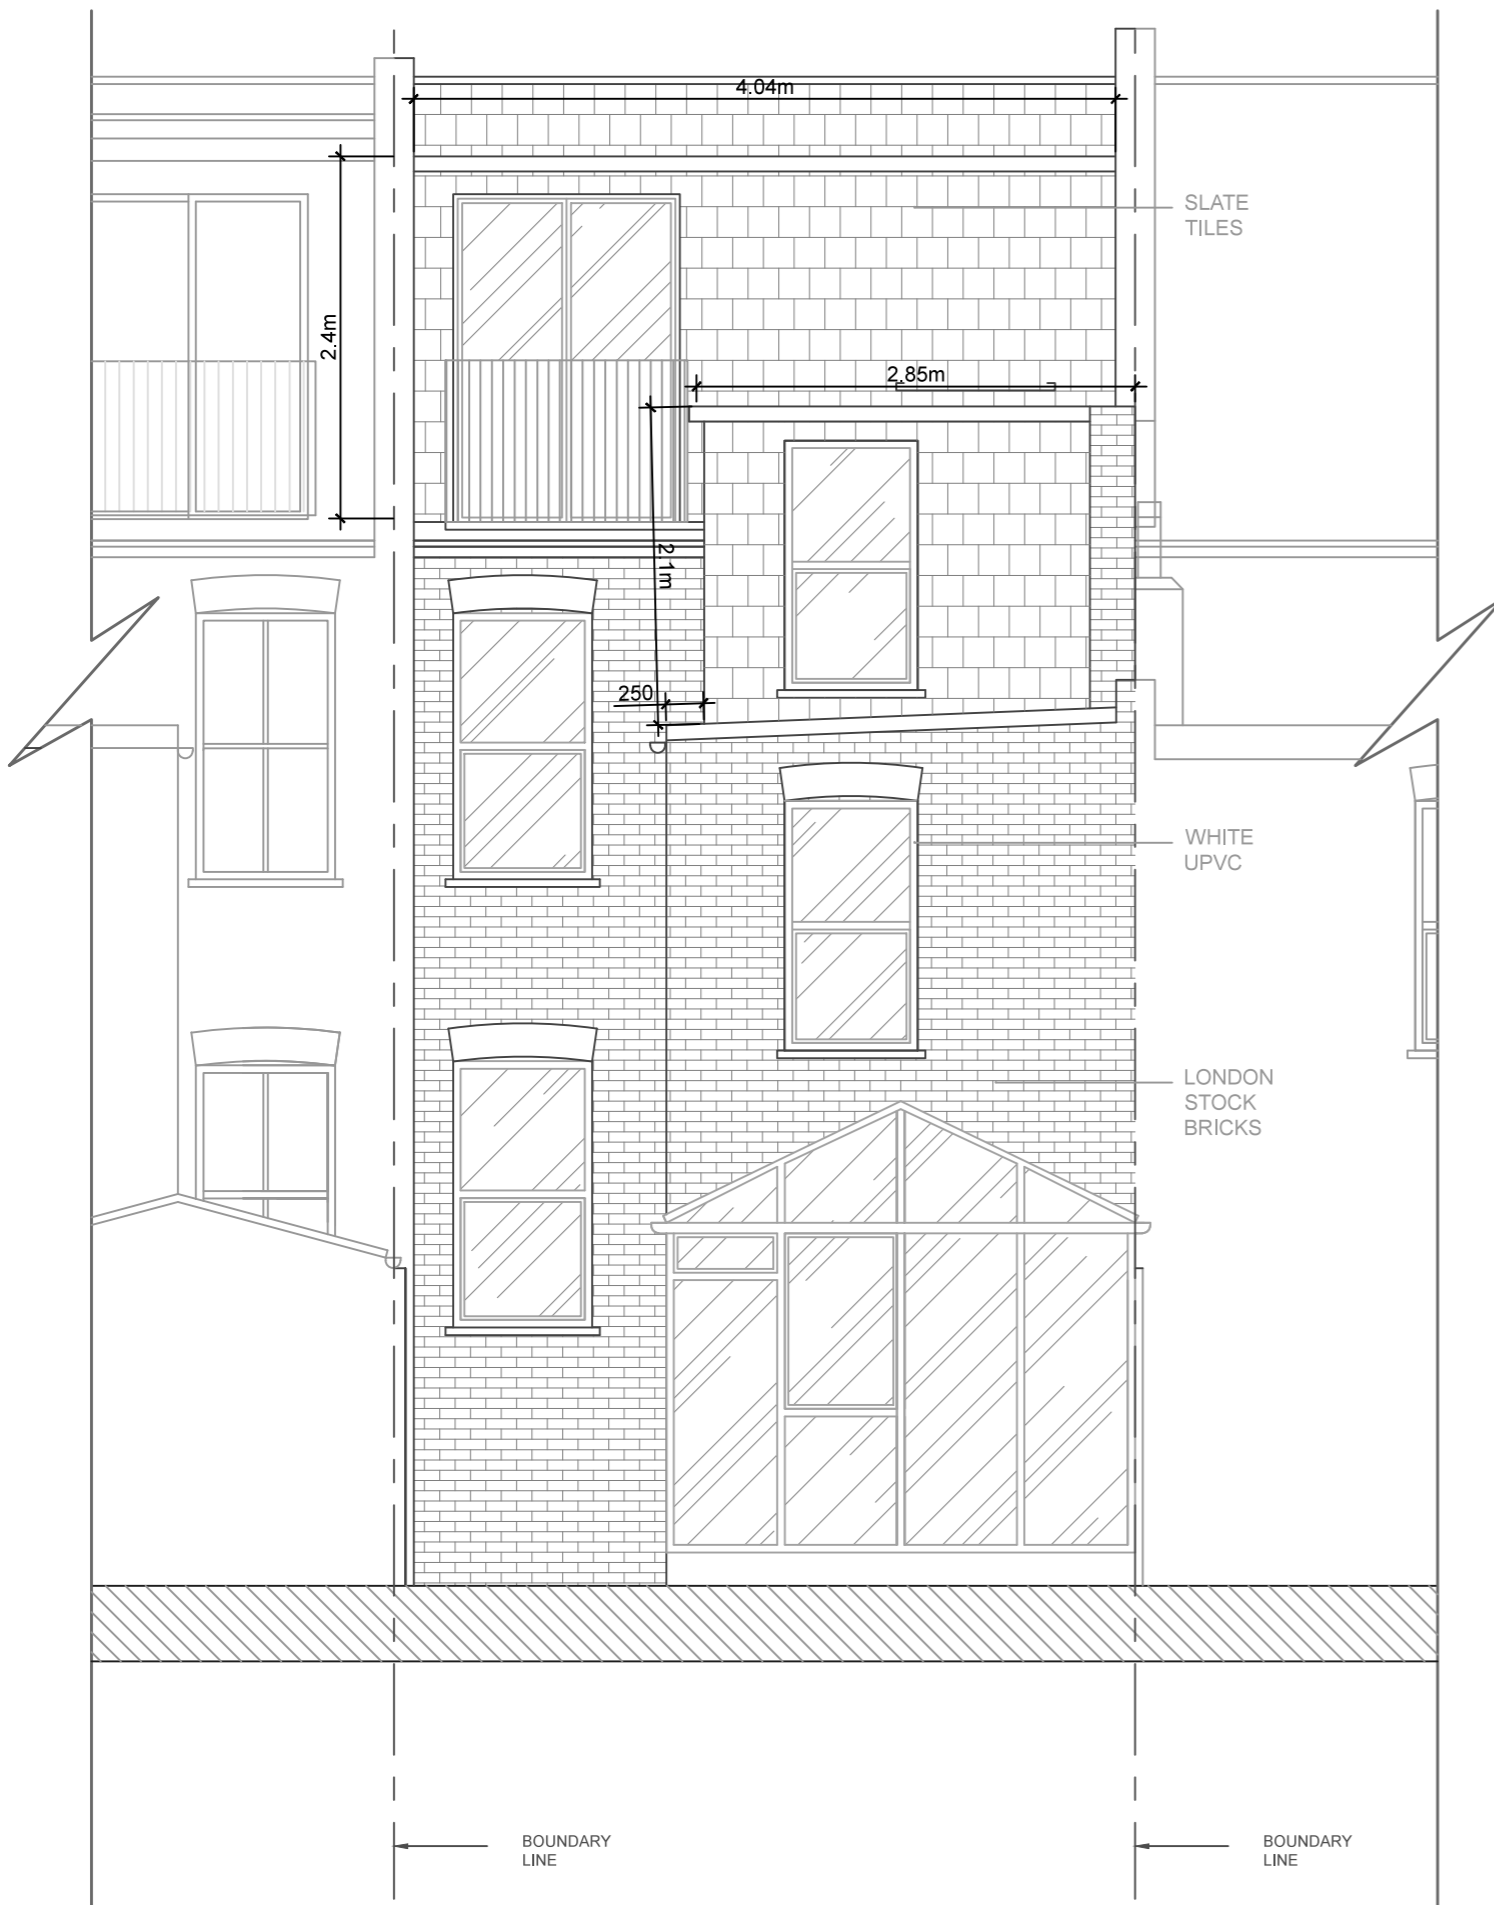 4.04m
SLATE
TILES
2.4m
2.85m
2.1m
250
WHITE
UPVC
LONDON
STOCK
BRICKS
BOUNDARY
LINE
BOUNDARY
LINE